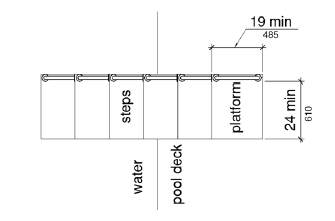 19 min
485
steps
platform
24 min
610
water
pool deck